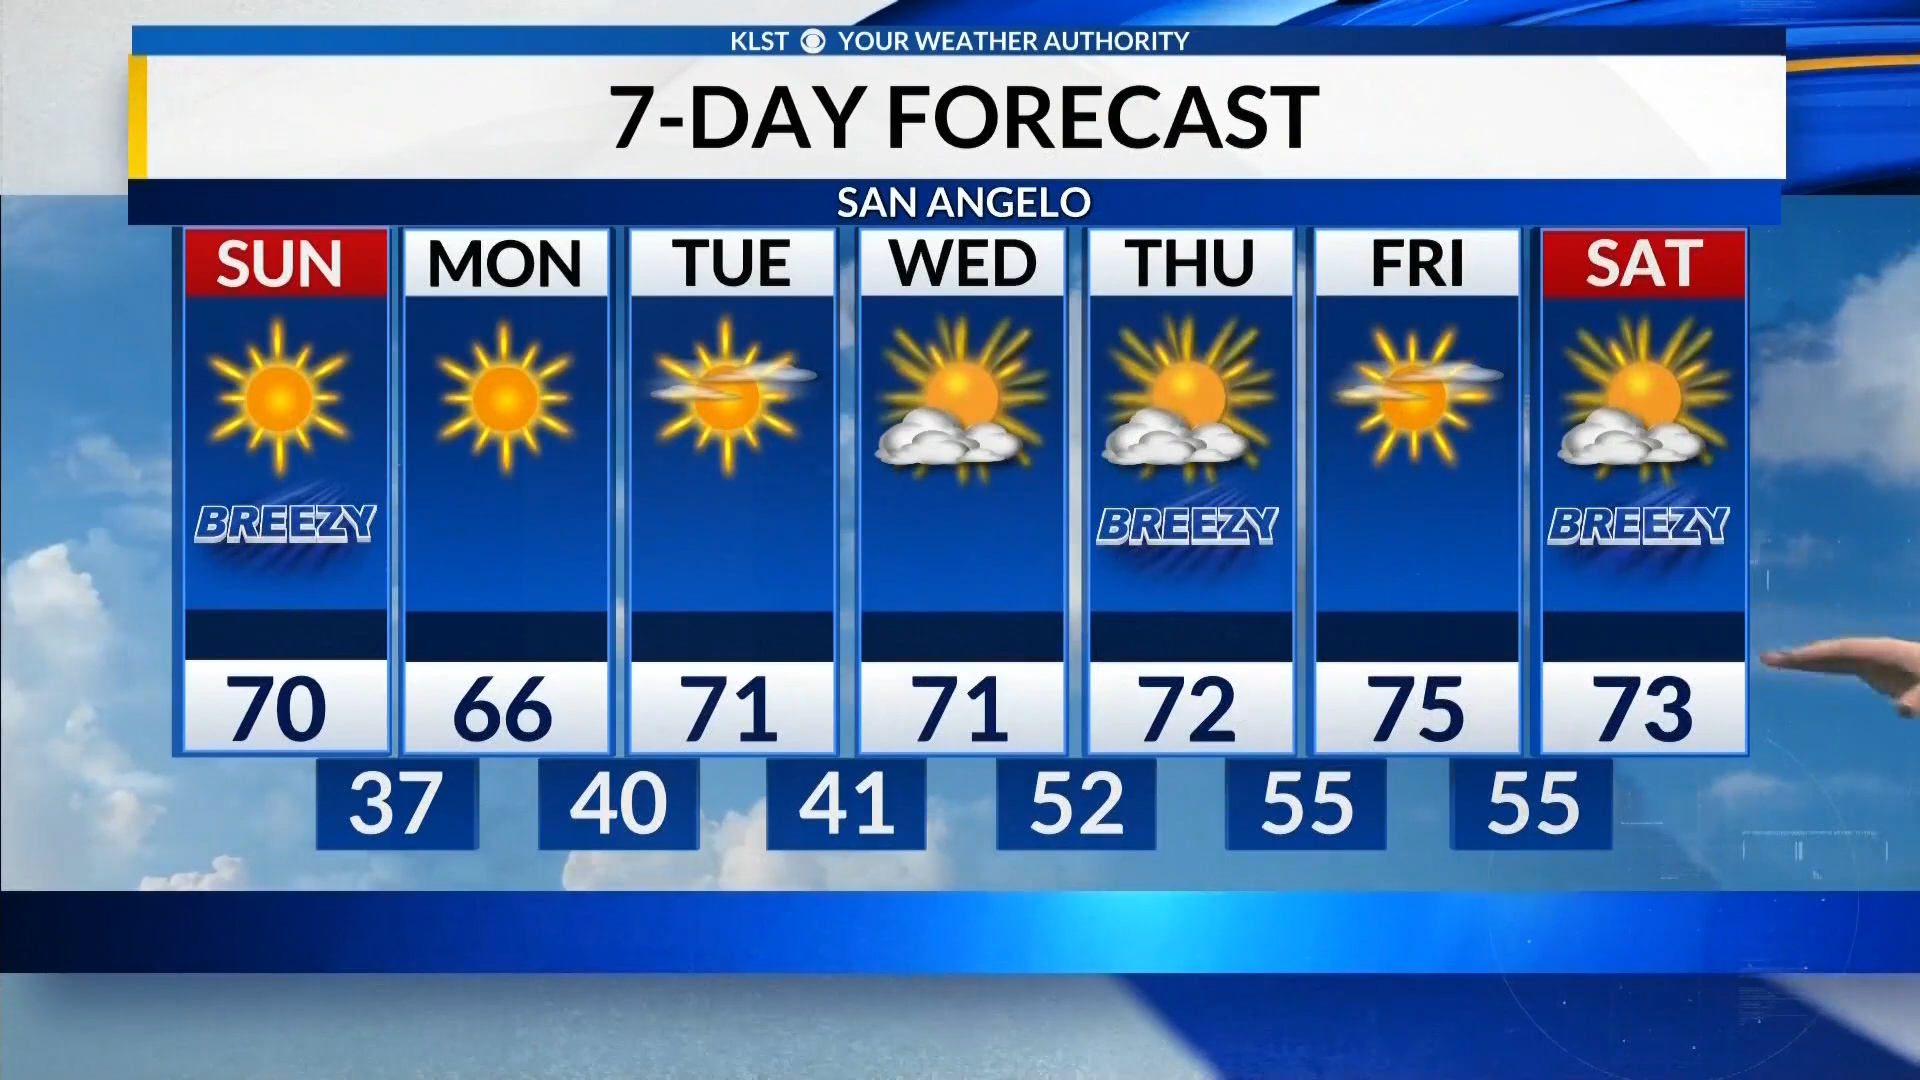 KLST YOUR WEATHER AUTHORITY
7-DAY FORECAST
SAN ANGELO
SUN MON TUE WED THU FRI SAT
BREEZY BREEZY BREEZY
70 66 71 71 72 75 73
37 40 41 52 55 55